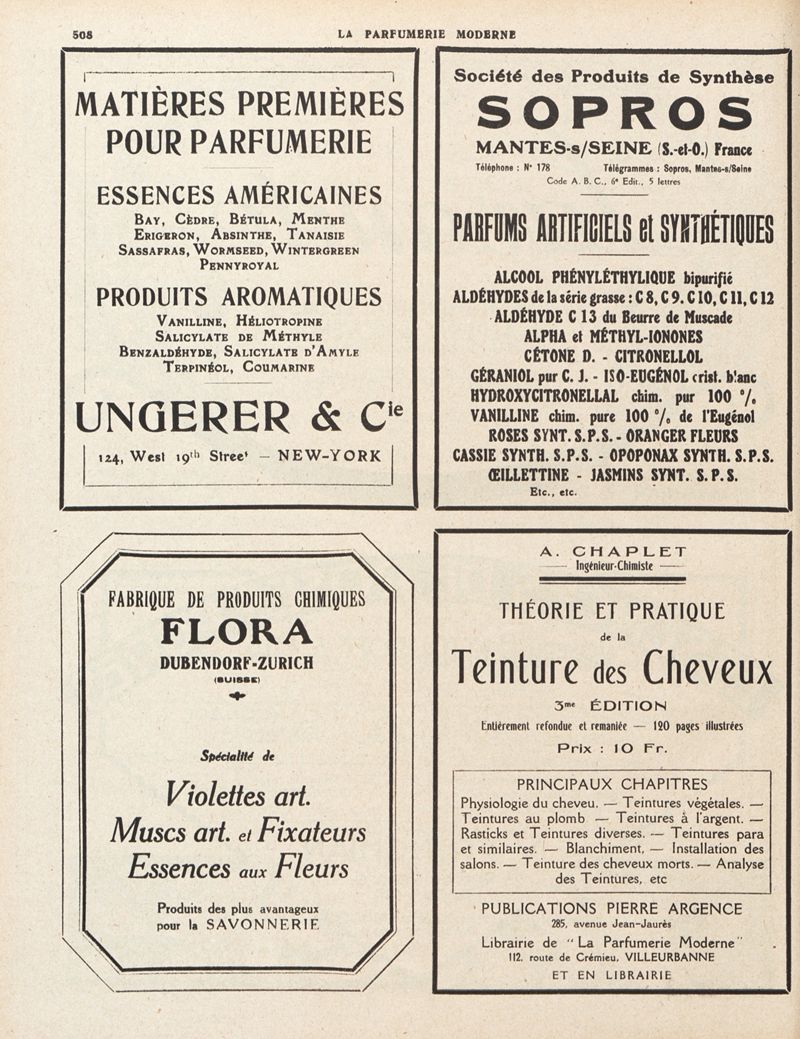 508
LA PARFUMERIE MODERNE
MATIÈRES PREMIÈRES
POUR PARFUMERIE
ESSENCES AMÉRICAINES
BAY, CÈDRE, BÉTULA, MENTHE
ERIGERON, ABSINTHE, TANAISIE
SASSAFRAS, WORMSEED, WINTERGREEN
PENNYROYAL
PRODUITS AROMATIQUES
VANILLINE, HÉLIOTROPINE
SALICYLATE DE MÉTHYLE
BENZALDÉHYDE, SALICYLATE D'AMYLE
TERPINÉOL, COUMARINE
UNGERER & Cie
124, West 19th Street — NEW-YORK
Société des Produits de Synthèse
SOPROS
MANTES-s/SEINE (S.-et-O.) France
Téléphone : N° 178 Télégrammes : Sopros, Mantes-s/Seine
Code A. B. C., 6e Edit., 5 lettres
PARFUMS ARTIFICIELS et SYNTHÉTIQUES
ALCOOL PHÉNYLÉTHYLIQUE bipurifié
ALDÉHYDES de la série grasse : C 8, C 9. C 10, C 11, C 12
ALDÉHYDE C 13 du Beurre de Muscade
ALPHA et MÉTHYL-IONONES
CÉTONE D. - CITRONELLOL
GÉRANIOL pur C. J. - ISO-EUGÉNOL crist. blanc
HYDROXYCITRONELLAL chim. pur 100 %
VANILLINE chim. pure 100 % de l'Eugénol
ROSES SYNT. S.P.S. - ORANGER FLEURS
CASSIE SYNTH. S.P.S. - OPOPONAX SYNTH. S.P.S.
ŒILLETTINE - JASMINS SYNT. S.P.S.
Etc., etc.
FABRIQUE DE PRODUITS CHIMIQUES
FLORA
DUBENDORF-ZURICH
(SUISSE)
Spécialité de
Violettes art.
Muscs art. et Fixateurs
Essences aux Fleurs
Produits des plus avantageux
pour la SAVONNERIE
A. CHAPLET
Ingénieur-Chimiste
THÉORIE ET PRATIQUE
de la
Teinture des Cheveux
3me ÉDITION
Entièrement refondue et remaniée — 120 pages illustrées
Prix : 10 Fr.
PRINCIPAUX CHAPITRES
Physiologie du cheveu. — Teintures végétales. —
Teintures au plomb — Teintures à l'argent. —
Rasticks et Teintures diverses. — Teintures para
et similaires. — Blanchiment, — Installation des
salons. — Teinture des cheveux morts. — Analyse
des Teintures, etc
PUBLICATIONS PIERRE ARGENCE
285, avenue Jean-Jaurès
Librairie de "La Parfumerie Moderne"
112, route de Crémieu, VILLEURBANNE
ET EN LIBRAIRIE